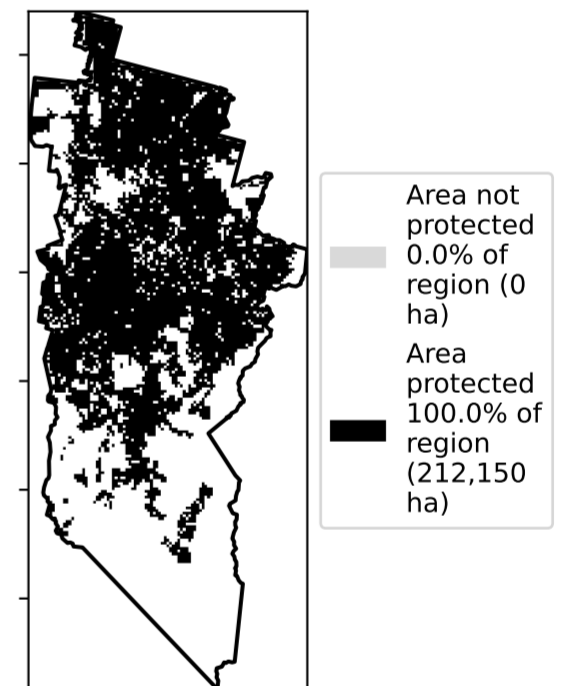 Area not
protected
0.0% of
region (0
ha)
Area
protected
100.0% of
region
(212,150
ha)